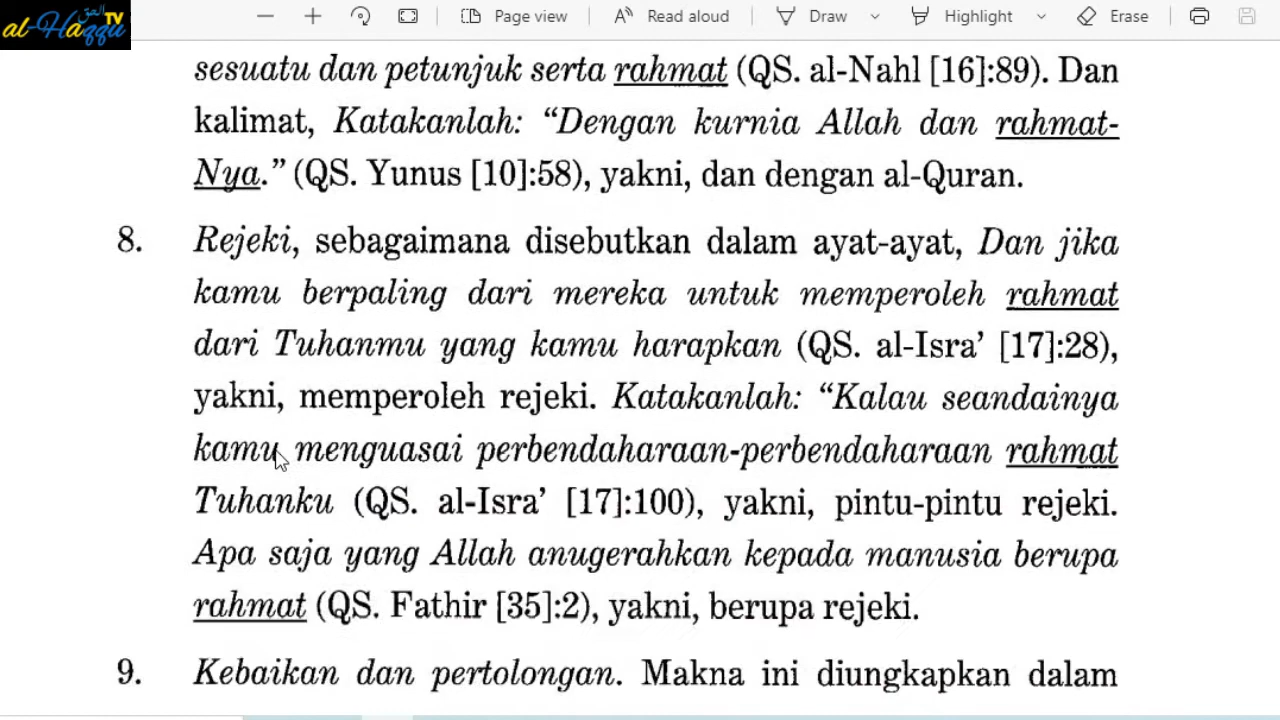 al-Haqqu TV
الحق
Page view
Read aloud
Draw
Highlight
Erase
sesuatu dan petunjuk serta rahmat (QS. al-Nahl [16]:89). Dan
kalimat, Katakanlah: “Dengan kurnia Allah dan rahmat-
Nya.” (QS. Yunus [10]:58), yakni, dan dengan al-Quran.
8. Rejeki, sebagaimana disebutkan dalam ayat-ayat, Dan jika
kamu berpaling dari mereka untuk memperoleh rahmat
dari Tuhanmu yang kamu harapkan (QS. al-Isra’ [17]:28),
yakni, memperoleh rejeki. Katakanlah: “Kalau seandainya
kamu menguasai perbendaharaan-perbendaharaan rahmat
Tuhanku (QS. al-Isra’ [17]:100), yakni, pintu-pintu rejeki.
Apa saja yang Allah anugerahkan kepada manusia berupa
rahmat (QS. Fathir [35]:2), yakni, berupa rejeki.
9. Kebaikan dan pertolongan. Makna ini diungkapkan dalam